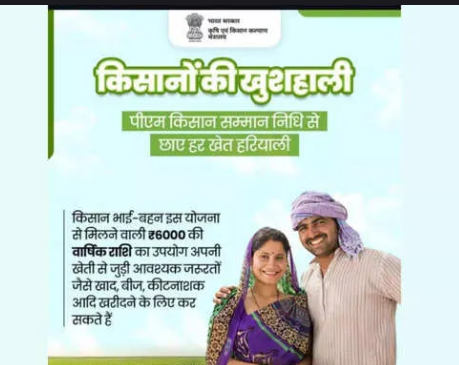 भारत सरकार
कृषि एवं किसान कल्याण
मंत्रालय
किसानों की खुशहाली
पीएम किसान सम्मान निधि से
छाए हर खेत हरियाली
किसान भाई-बहन इस योजना
से मिलने वाली ₹6000 की
वार्षिक राशि का उपयोग अपनी
खेती से जुड़ी आवश्यक जरूरतों
जैसे खाद, बीज, कीटनाशक
आदि खरीदने के लिए कर
सकते हैं